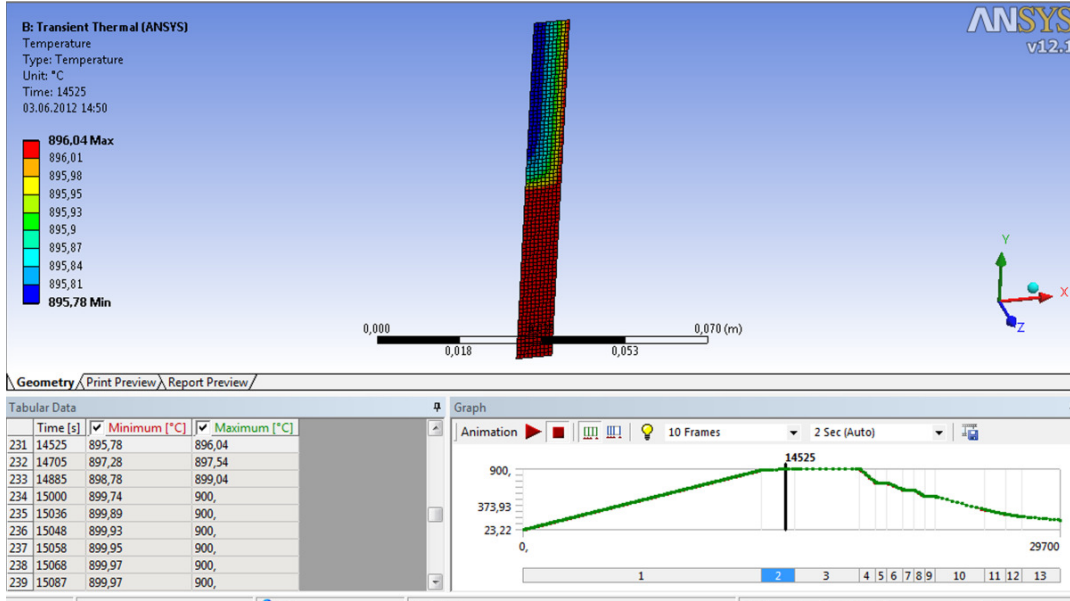 B: Transient Thermal (ANSYS)
Temperature
Type: Temperature
Unit: °C
Time: 14525
03.06.2012 14:50
ANSYS
v12.1
896,04 Max
896,01
895,98
895,95
895,93
895,9
895,87
895,84
895,81
895,78 Min
Y
X
Z
0,000
0,070 (m)
0,018
0,053
Geometry Print Preview Report Preview
Tabular Data
Time [s] Minimum [°C] Maximum [°C]
231 14525 895,78 896,04
232 14705 897,28 897,54
233 14885 898,78 899,04
234 15000 899,74 900,
235 15036 899,89 900,
236 15048 899,93 900,
237 15058 899,95 900,
238 15068 899,97 900,
239 15087 899,97 900,
Graph
Animation 10 Frames 2 Sec (Auto)
14525
900,
373,93
23,22
0,
29700
1 2 3 4 5 6 7 8 9 10 11 12 13